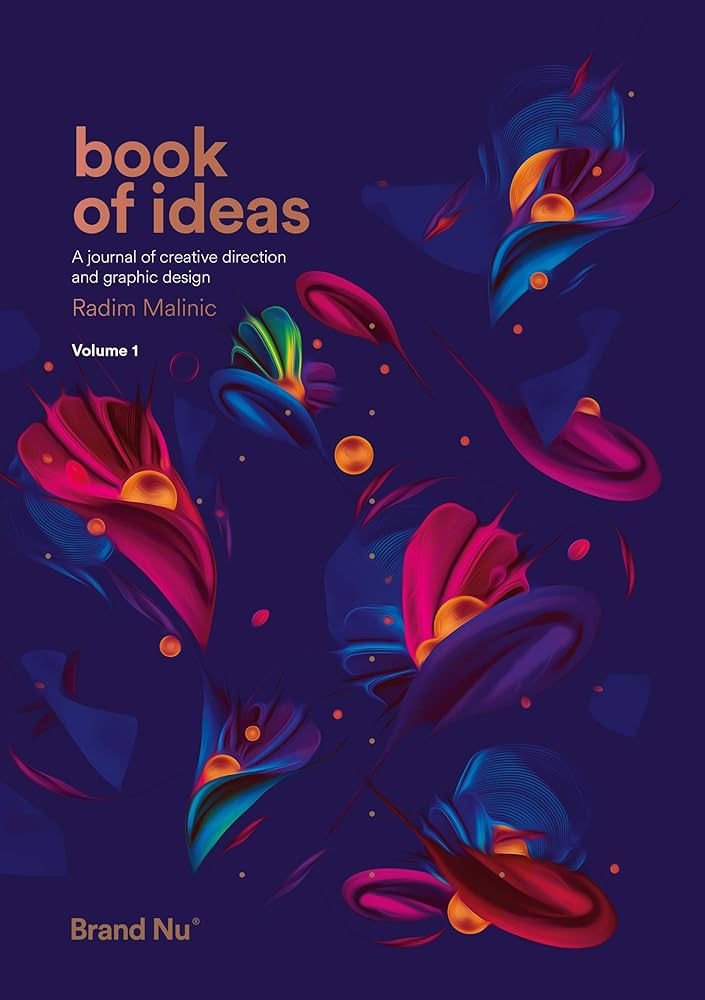 book
of ideas
A journal of creative direction
and graphic design
Radim Malinic
Volume 1
Brand Nu®